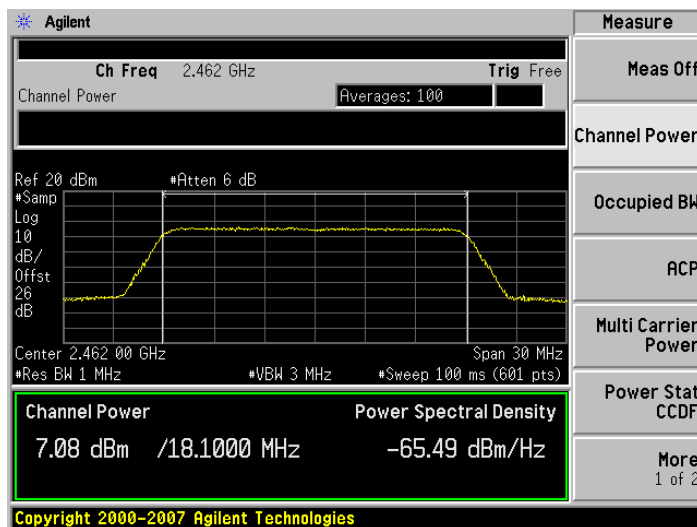 Agilent
Measure
Ch Freq 2.462 GHz Trig Free
Channel Power Averages: 100
Meas Off
Channel Power
Occupied BW
ACP
Multi Carrier
Power
Power Stat
CCDF
More
1 of 2
Ref 20 dBm #Atten 6 dB
#Samp
Log
10
dB/
Offst
26
dB
Center 2.462 00 GHz Span 30 MHz
#Res BW 1 MHz #VBW 3 MHz #Sweep 100 ms (601 pts)
Channel Power Power Spectral Density
7.08 dBm /18.1000 MHz -65.49 dBm/Hz
Copyright 2000-2007 Agilent Technologies